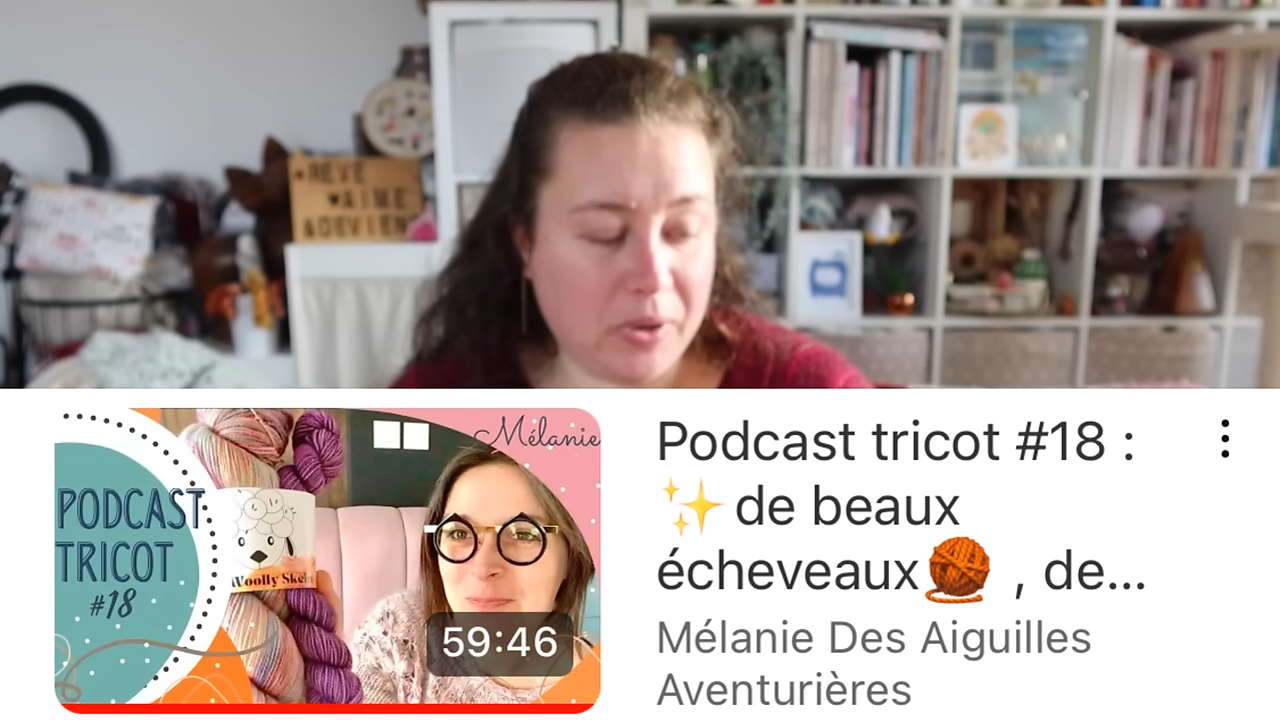 RÊVE
♥AIME
&DEVIENS
PODCAST
TRICOT
#18
Mélanie
Woolly Skein
59:46
Podcast tricot #18 :
✨ de beaux
écheveaux🧶 , de...
Mélanie Des Aiguilles
Aventurières